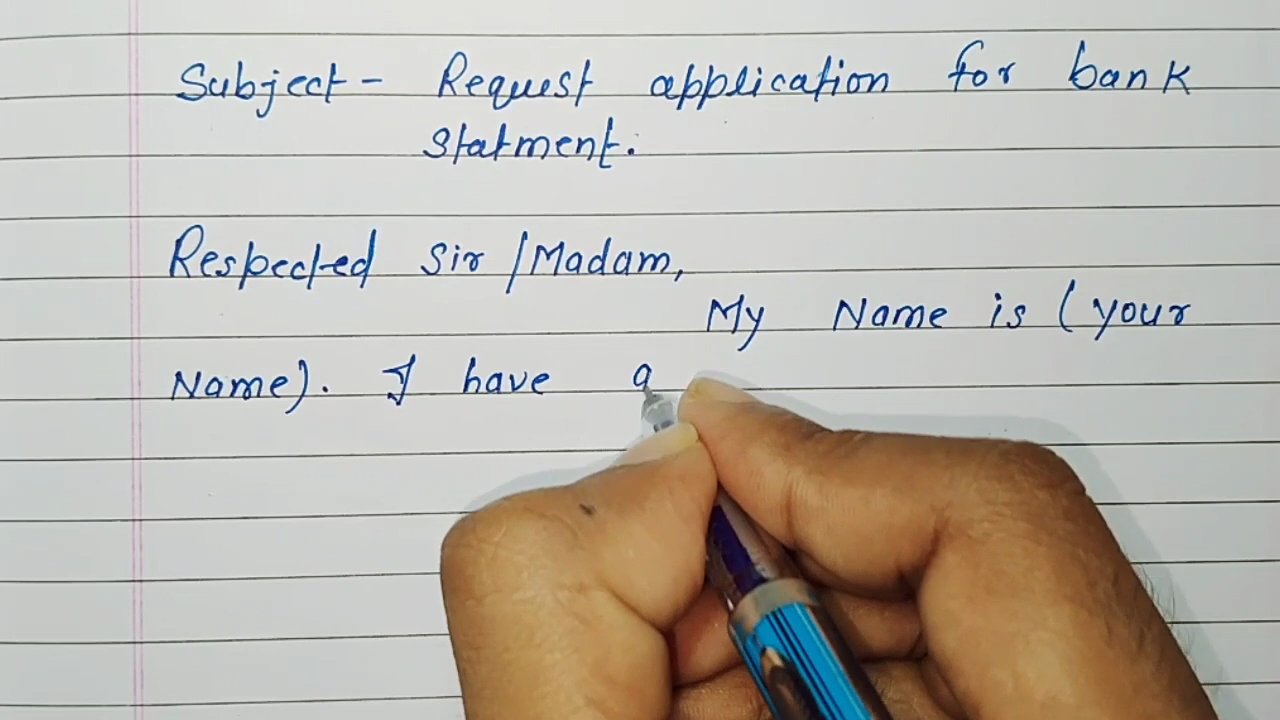 Subject - Request application for bank
statment.
Respected Sir /Madam,
My Name is ( your
Name). I have a